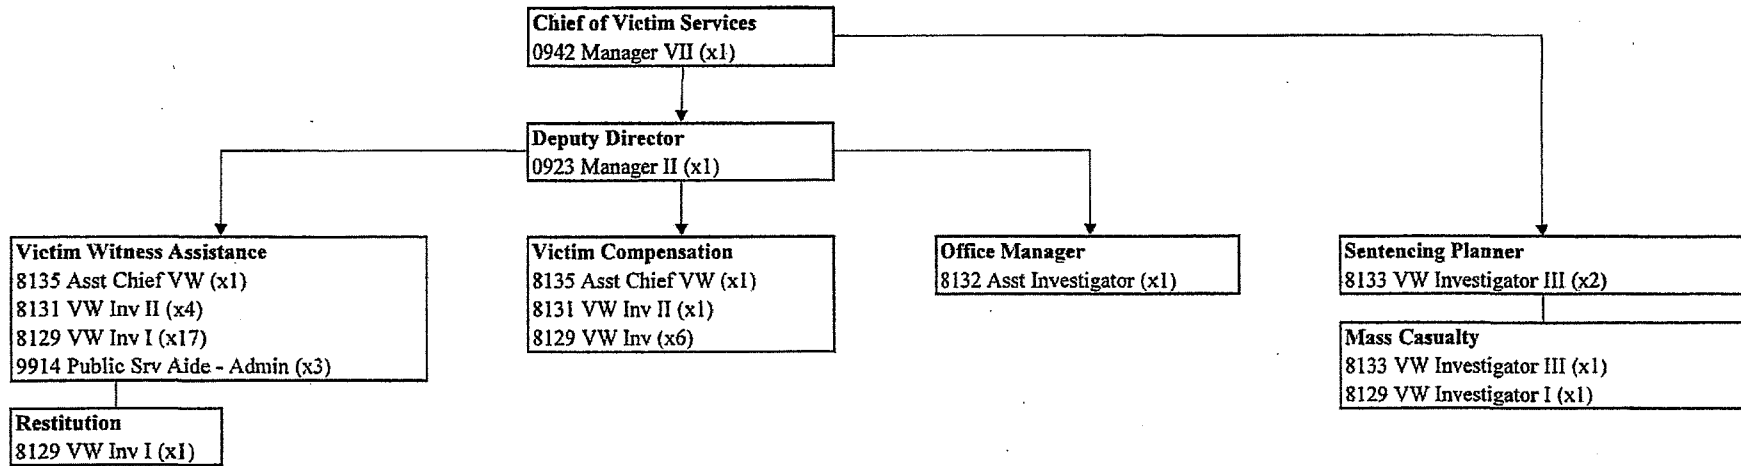 Chief of Victim Services
0942 Manager VII (x1)
Deputy Director
0923 Manager II (x1)
Victim Witness Assistance
8135 Asst Chief VW (x1)
8131 VW Inv II (x4)
8129 VW Inv I (x17)
9914 Public Srv Aide - Admin (x3)
Restitution
8129 VW Inv I (x1)
Victim Compensation
8135 Asst Chief VW (x1)
8131 VW Inv II (x1)
8129 VW Inv (x6)
Office Manager
8132 Asst Investigator (x1)
Sentencing Planner
8133 VW Investigator III (x2)
Mass Casualty
8133 VW Investigator III (x1)
8129 VW Investigator I (x1)